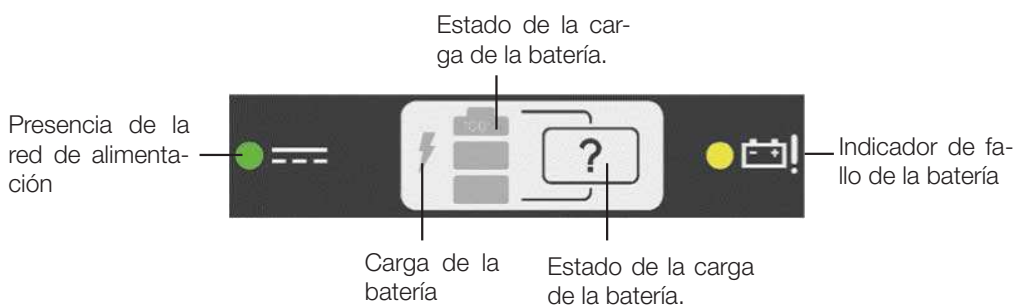 Estado de la car-
ga de la batería.
Presencia de la
red de alimenta-
ción
100%
?
Indicador de fa-
llo de la batería
Carga de la
batería
Estado de la carga
de la batería.